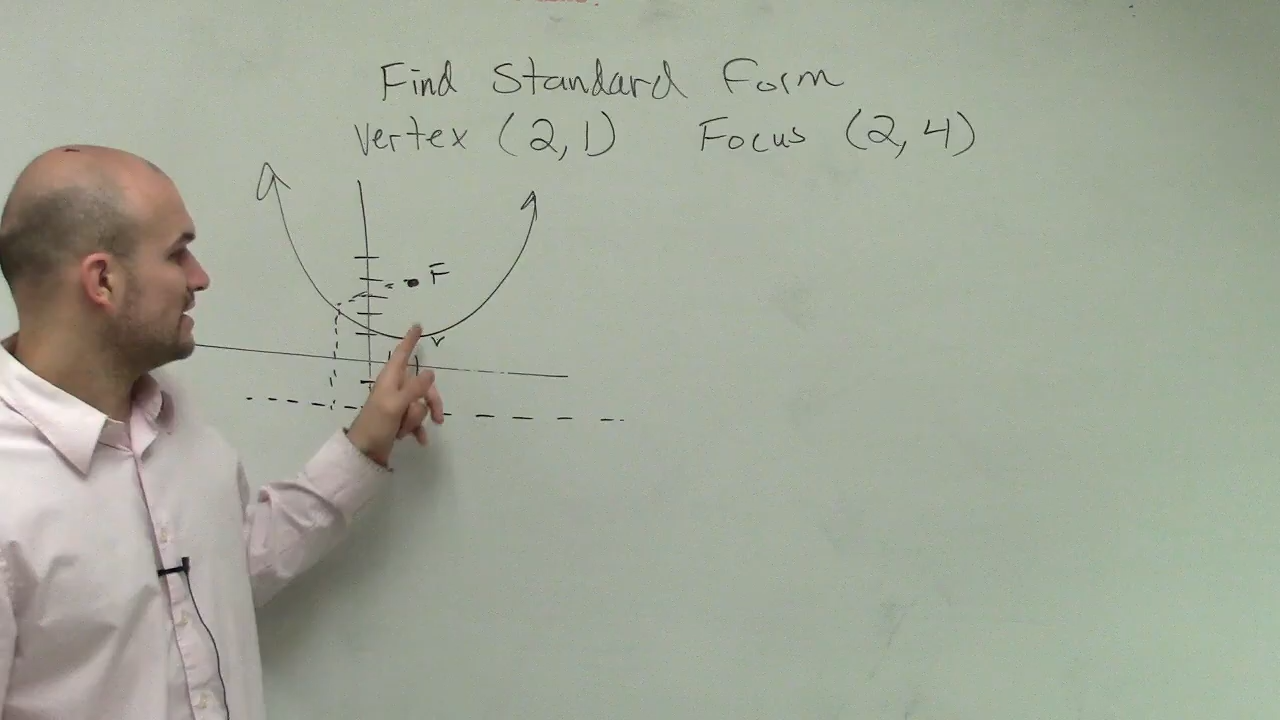 Find Standard Form
Vertex (2,1) Focus (2,4)
F
v